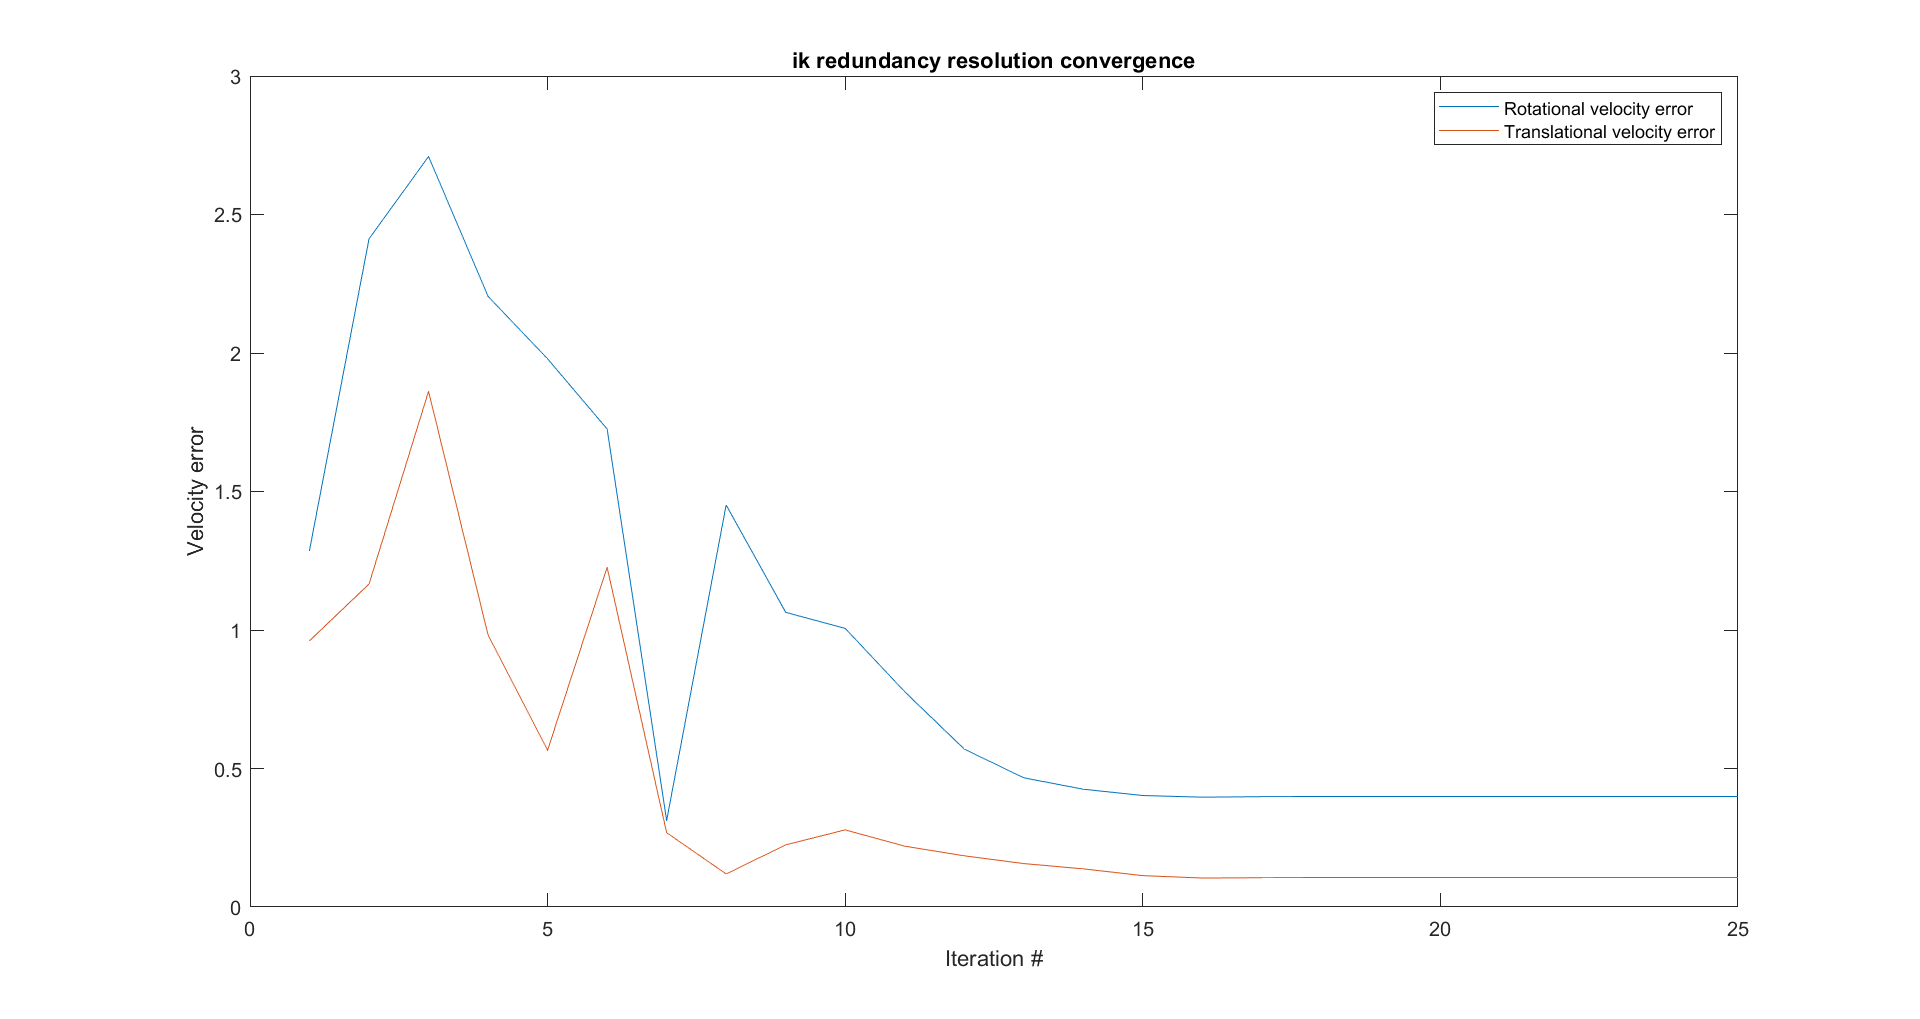 ik redundancy resolution convergence
Rotational velocity error
Translational velocity error
3
2.5
2
1.5
1
0.5
0
Velocity error
0 5 10 15 20 25
Iteration #